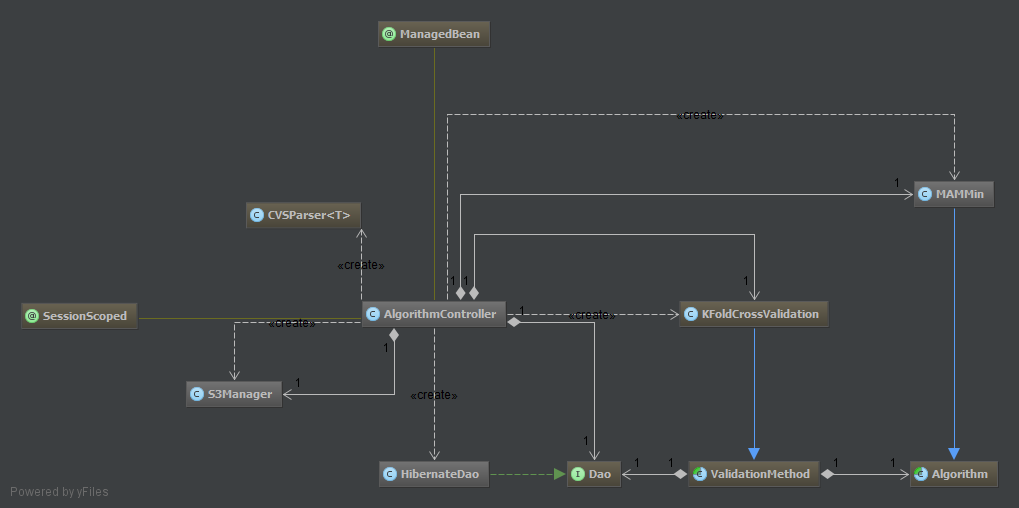 @ ManagedBean
«create»
1
C MAMMin
C CVSParser<T>
«create»
1
1
1
@ SessionScoped
C AlgorithmController
1
«create»
C KFoldCrossValidation
«create»
1
1
C S3Manager
«create»
1
C HibernateDao
I Dao
1
1
C ValidationMethod
1
1
C Algorithm
Powered by yFiles